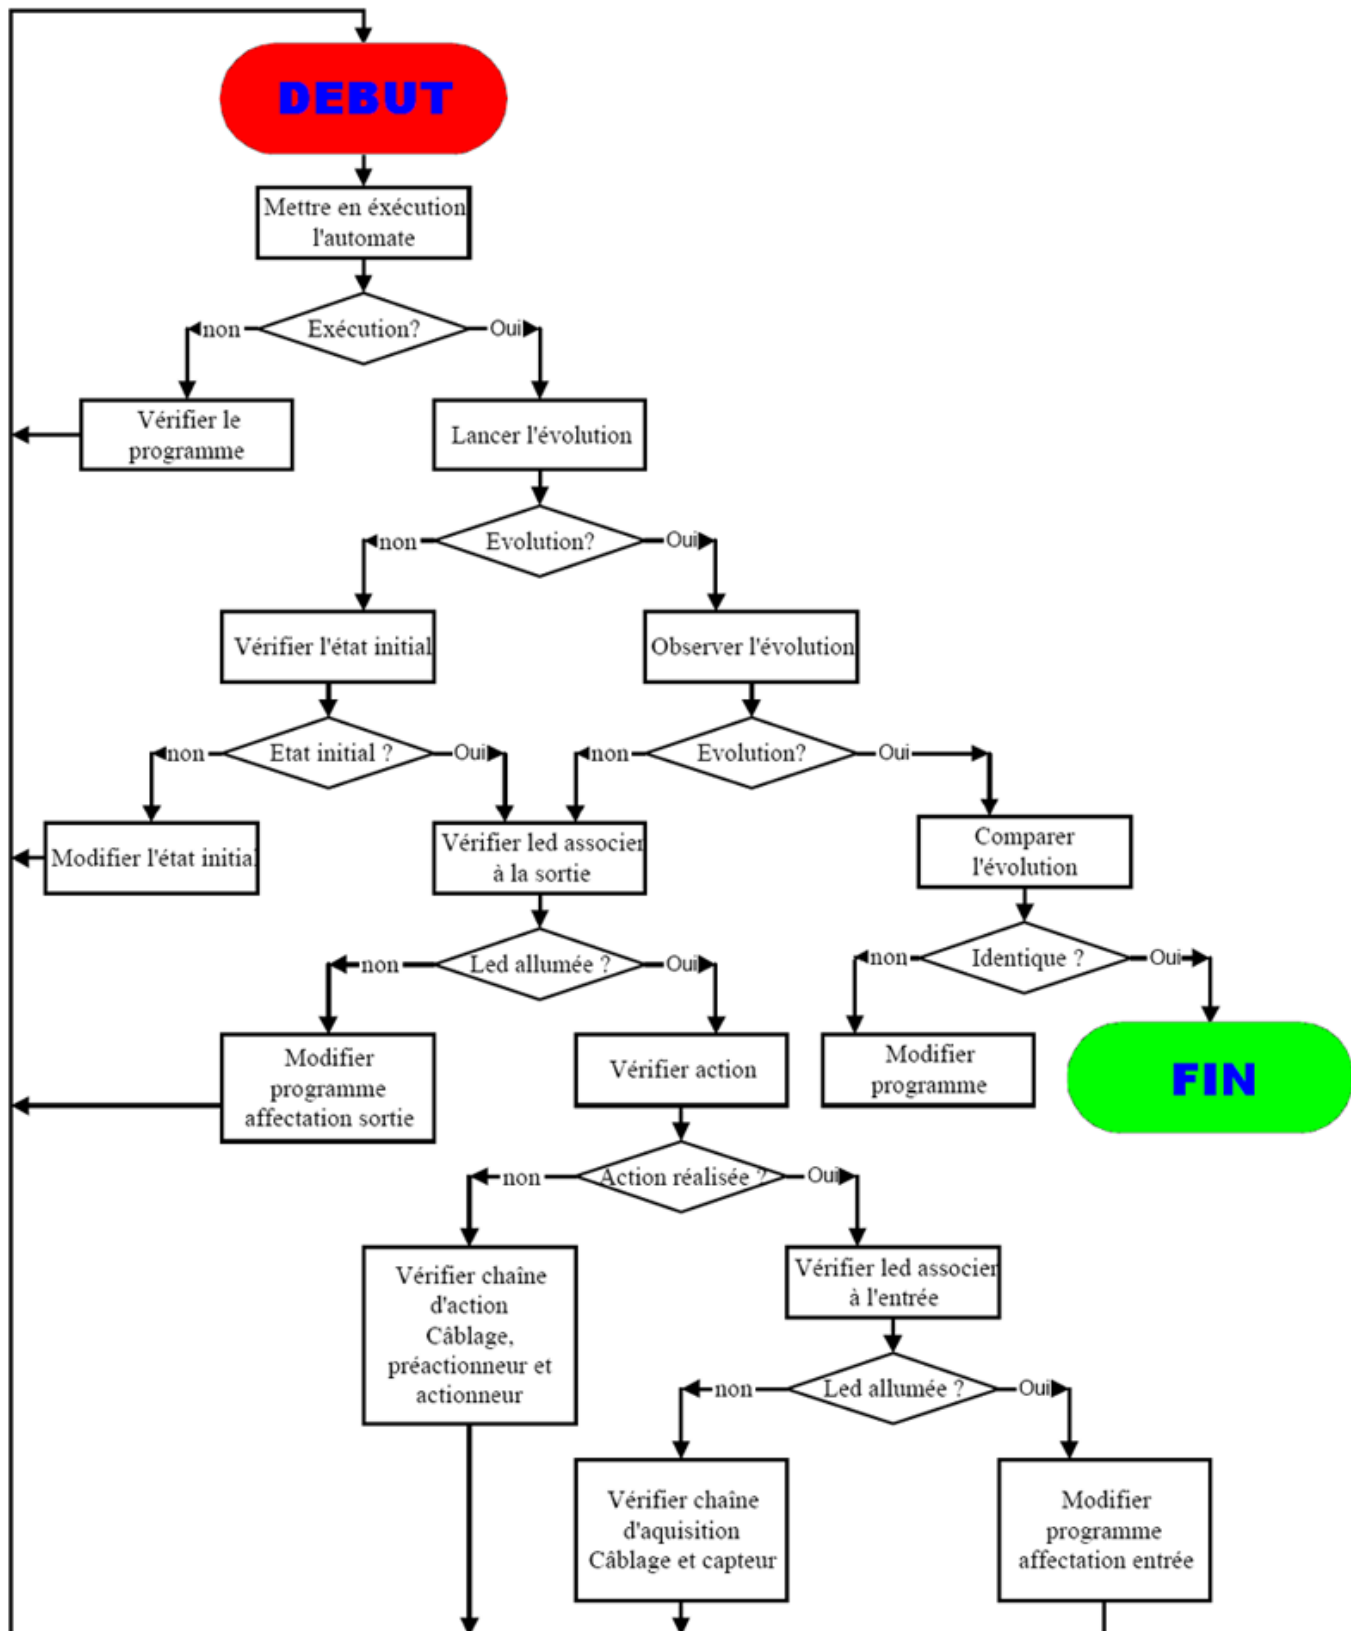 DEBUT
Mettre en éxécution
l'automate
non
Exécution?
Oui
Vérifier le
programme
Lancer l'évolution
non
Evolution?
Oui
Vérifier l'état initial
Observer l'évolution
non
Etat initial ?
Oui
non
Evolution?
Oui
Modifier l'état initial
Vérifier led associer
à la sortie
Comparer
l'évolution
non
Led allumée ?
Oui
non
Identique ?
Oui
Modifier
programme
affectation sortie
Vérifier action
Modifier
programme
FIN
non
Action réalisée ?
Oui
Vérifier chaîne
d'action
Câblage,
préactionneur et
actionneur
Vérifier led associer
à l'entrée
non
Led allumée ?
Oui
Vérifier chaîne
d'aquisition
Câblage et capteur
Modifier
programme
affectation entrée